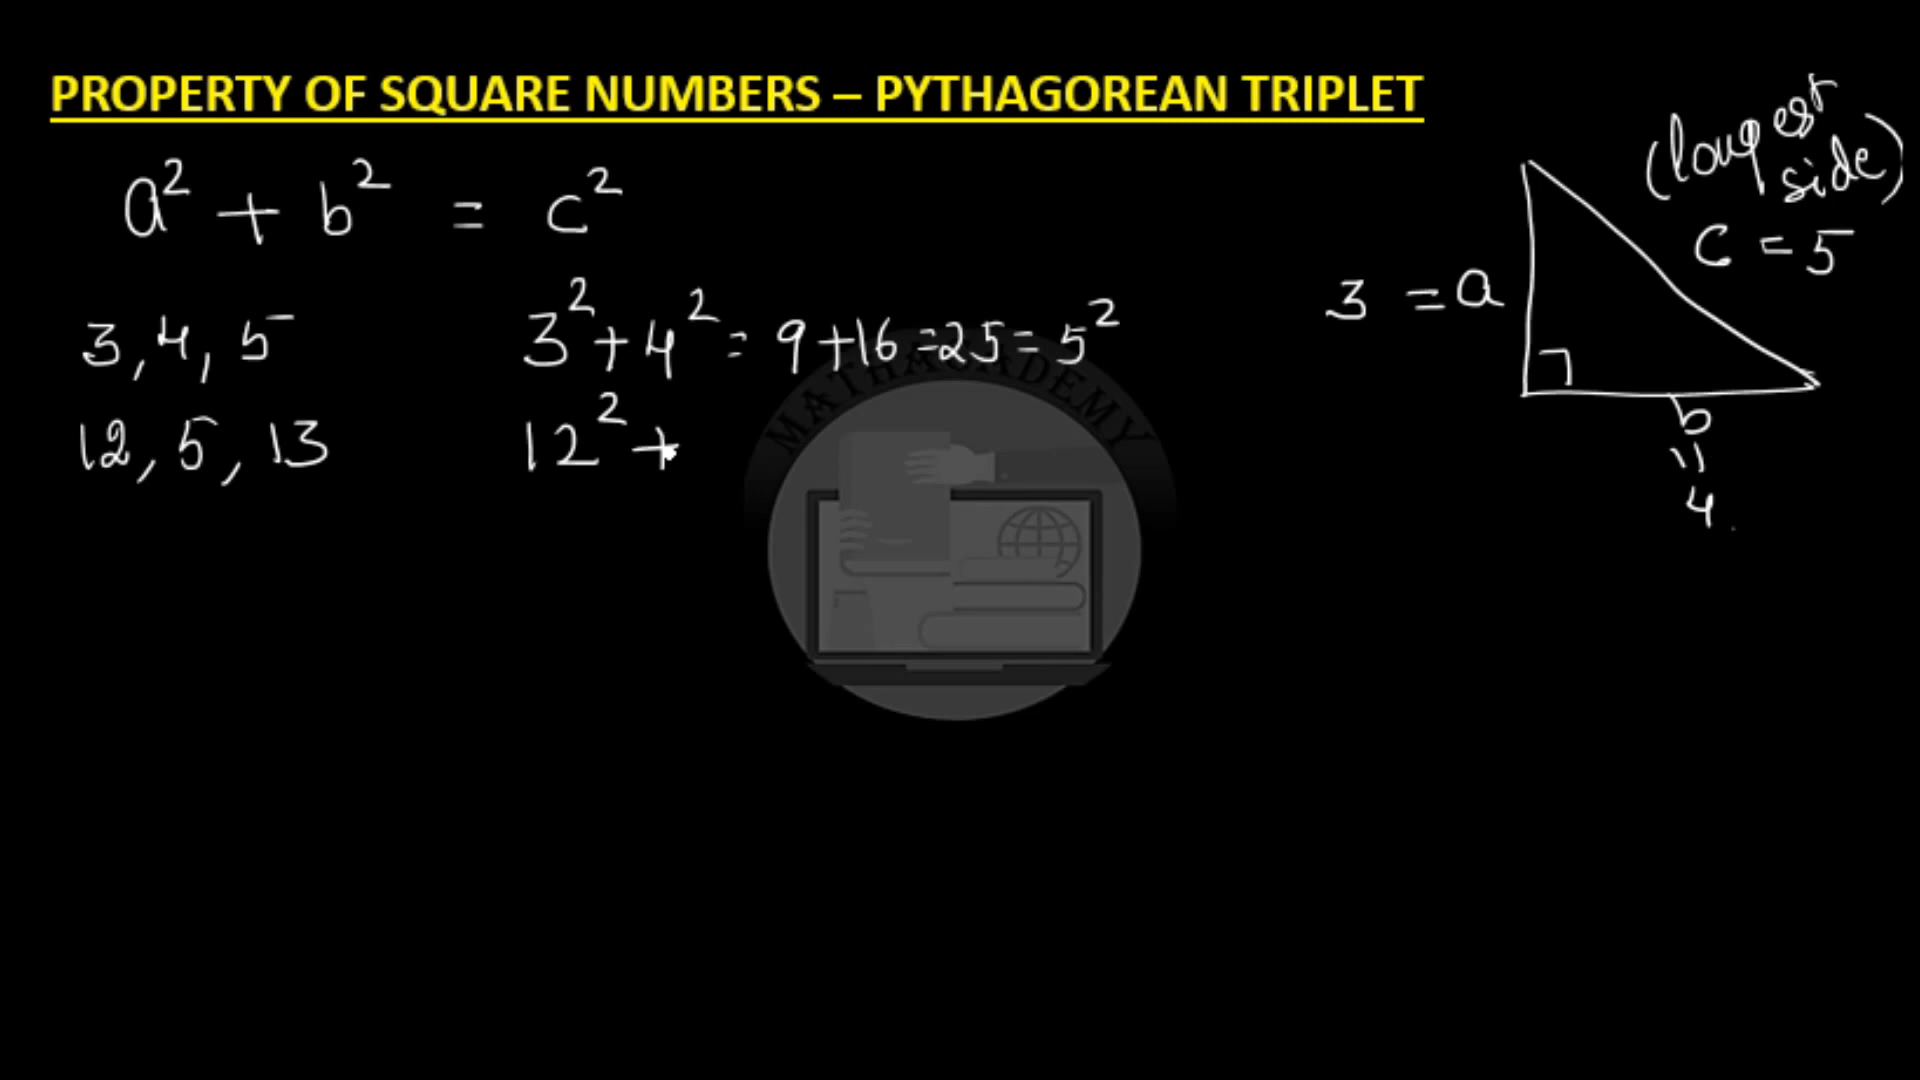 PROPERTY OF SQUARE NUMBERS – PYTHAGOREAN TRIPLET
a² + b² = c²
(longest
side)
c = 5
3 = a
3, 4, 5
3² + 4² = 9 + 16 = 25 = 5²
MATHACADEMY
b
=
4
12, 5, 13
12² +